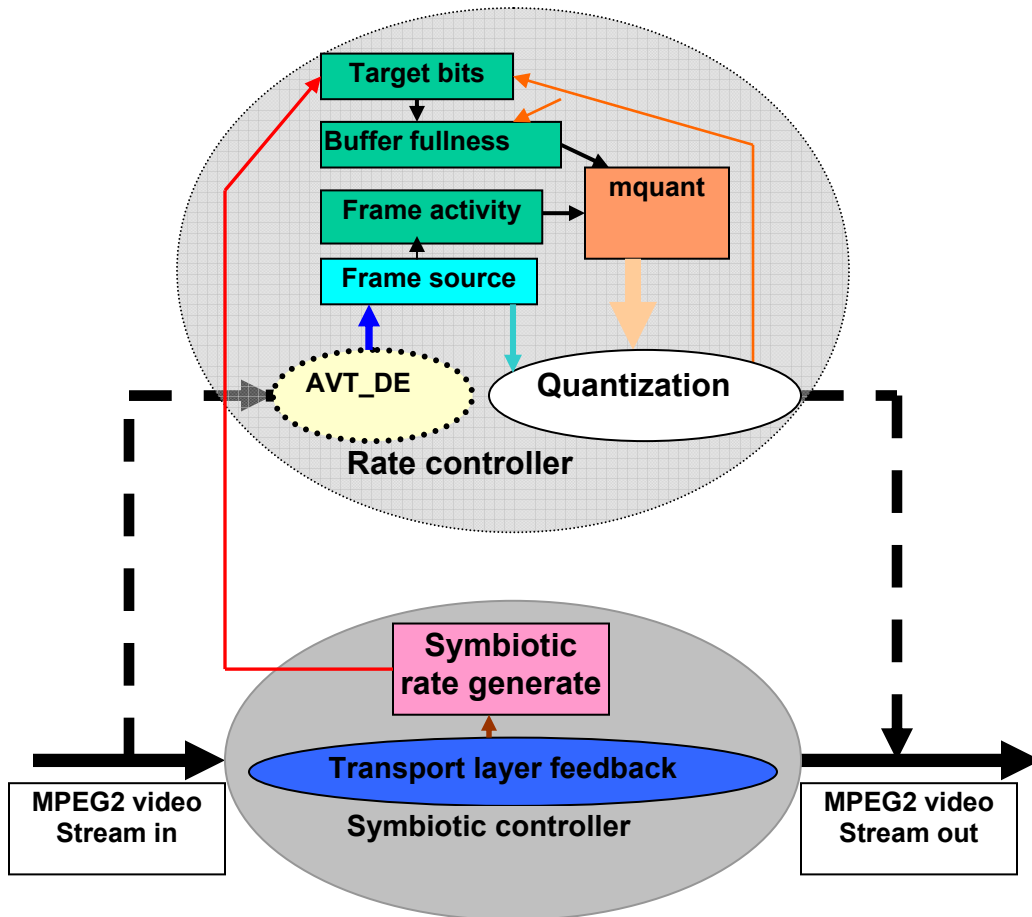 Target bits
Buffer fullness
mquant
Frame activity
Frame source
AVT_DE
Quantization
Rate controller
Symbiotic
rate generate
Transport layer feedback
Symbiotic controller
MPEG2 video
Stream in
MPEG2 video
Stream out